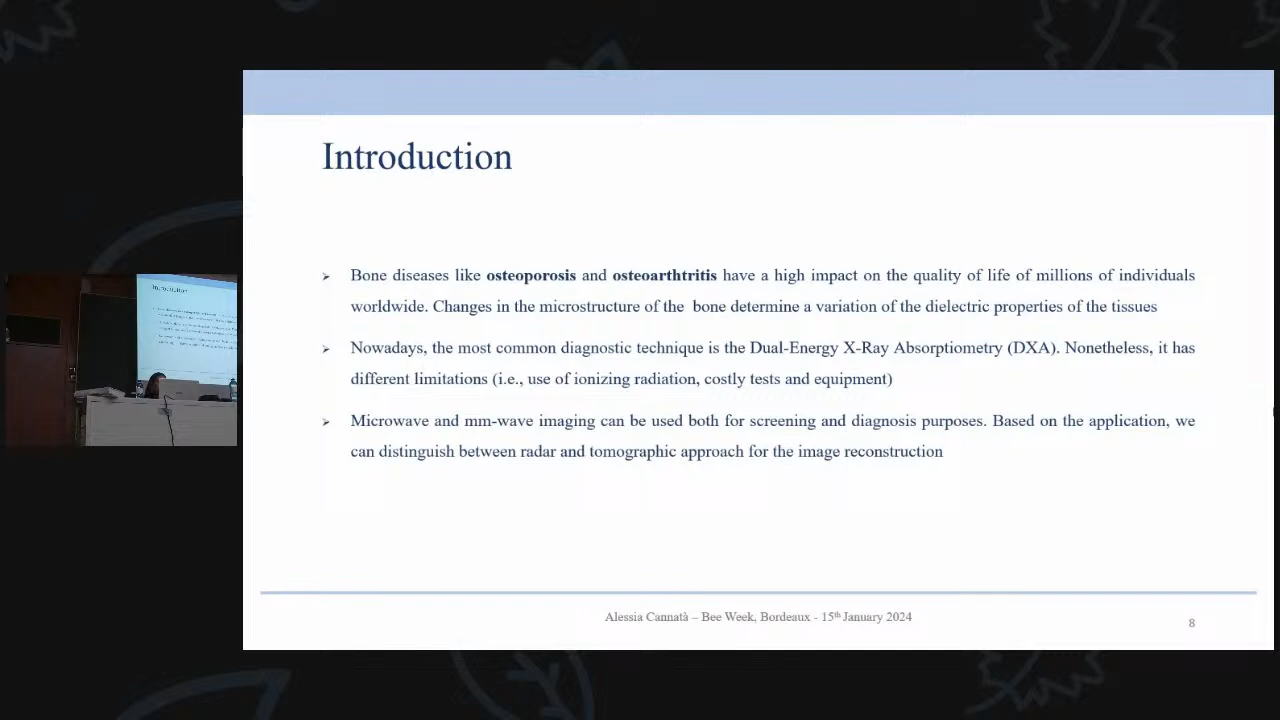 Introduction
Bone diseases like osteoporosis and osteoarthtritis have a high impact on the quality of life of millions of individuals
worldwide. Changes in the microstructure of the bone determine a variation of the dielectric properties of the tissues
Nowadays, the most common diagnostic technique is the Dual-Energy X-Ray Absorptiometry (DXA). Nonetheless, it has
different limitations (i.e., use of ionizing radiation, costly tests and equipment)
Microwave and mm-wave imaging can be used both for screening and diagnosis purposes. Based on the application, we
can distinguish between radar and tomographic approach for the image reconstruction
Alessia Cannatà – Bee Week, Bordeaux - 15th January 2024
8
Introduction